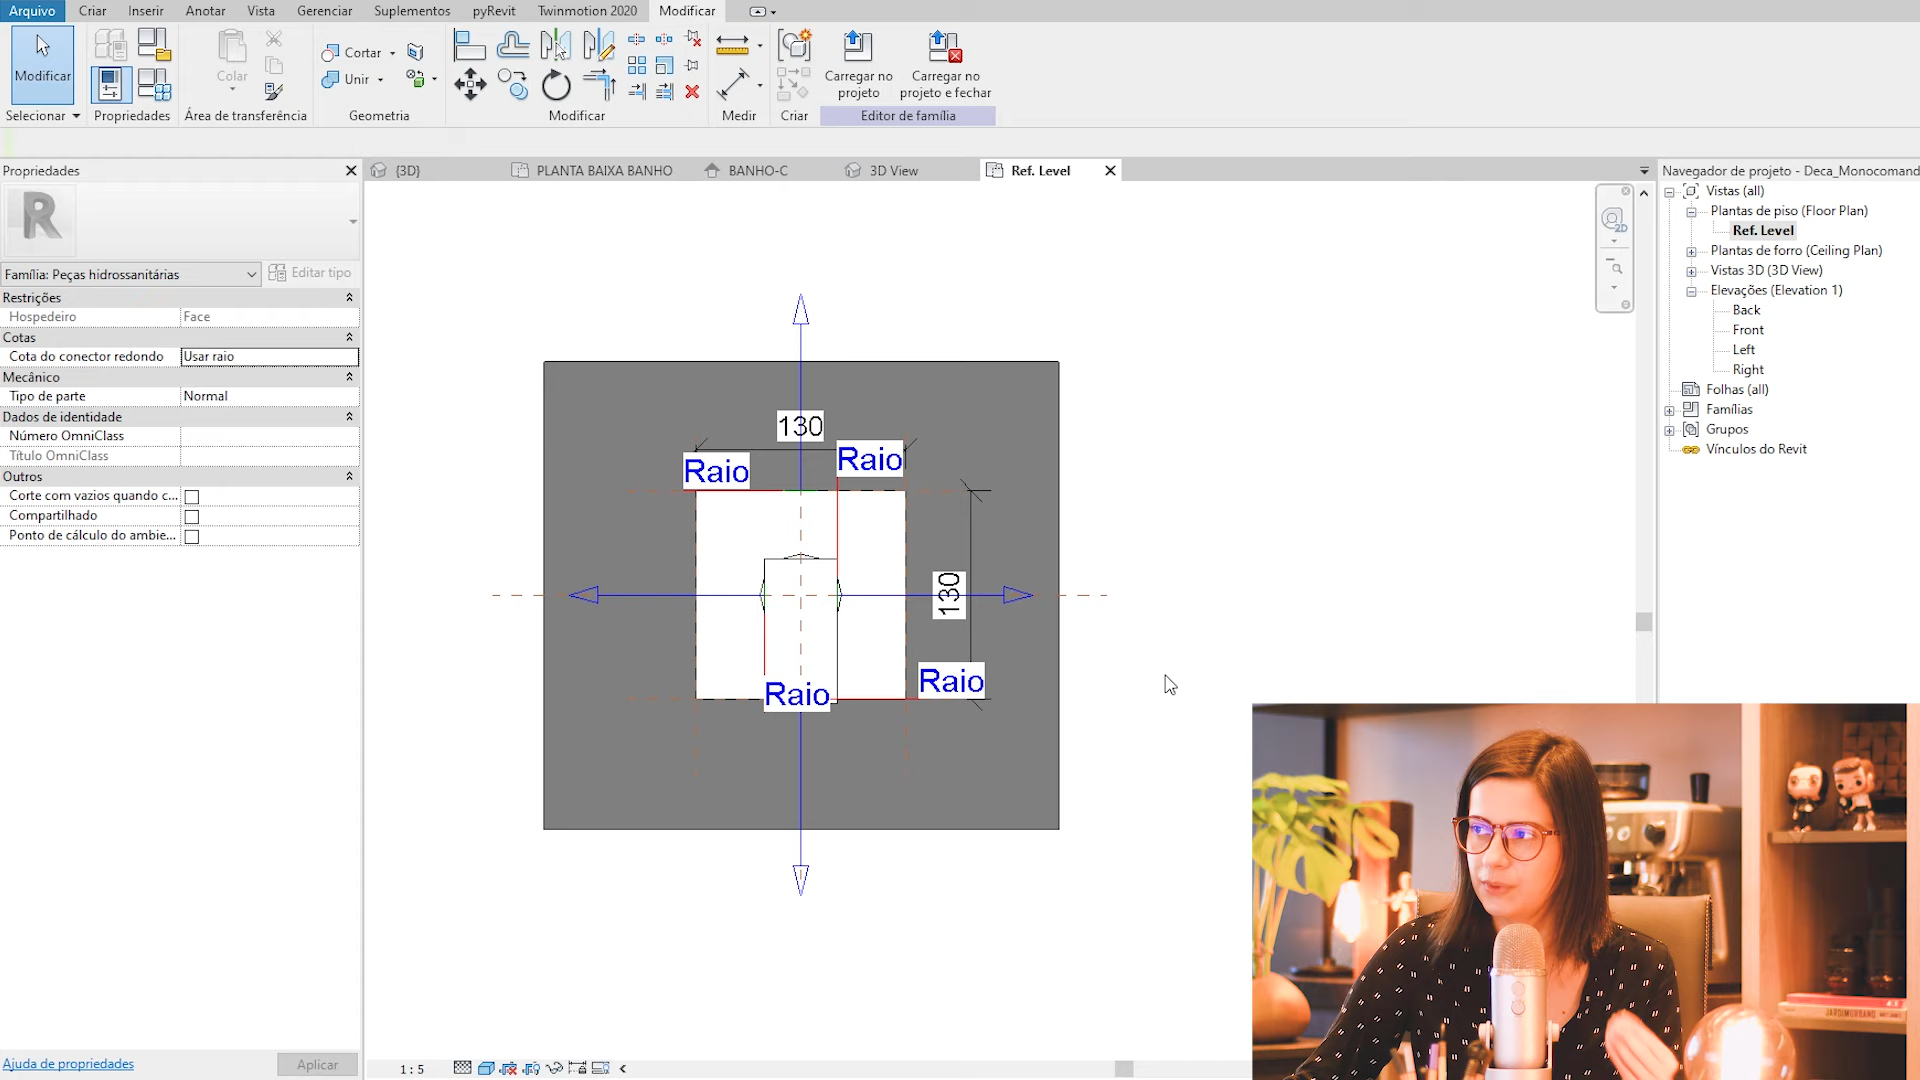 Arquivo
Criar
Inserir
Anotar
Vista
Gerenciar
Suplementos
pyRevit
Twinmotion 2020
Modificar
Modificar
Colar
Cortar
Unir
Carregar no
projeto
Carregar no
projeto e fechar
Selecionar
Propriedades
Área de transferência
Geometria
Modificar
Medir
Criar
Editor de família
Propriedades
{3D}
PLANTA BAIXA BANHO
BANHO-C
3D View
Ref. Level
Navegador de projeto - Deca_Monocomand
R
Família: Peças hidrossanitárias
Editar tipo
Restrições
Hospedeiro
Face
Cotas
Cota do conector redondo
Usar raio
Mecânico
Tipo de parte
Normal
Dados de identidade
Número OmniClass
Título OmniClass
Outros
Corte com vazios quando c...
Compartilhado
Ponto de cálculo do ambie...
Ajuda de propriedades
Aplicar
130
Raio
Raio
130
Raio
Raio
2D
1 : 5
Vistas (all)
Plantas de piso (Floor Plan)
Ref. Level
Plantas de forro (Ceiling Plan)
Vistas 3D (3D View)
Elevações (Elevation 1)
Back
Front
Left
Right
Folhas (all)
Famílias
Grupos
Vínculos do Revit
JARDIM URBANO